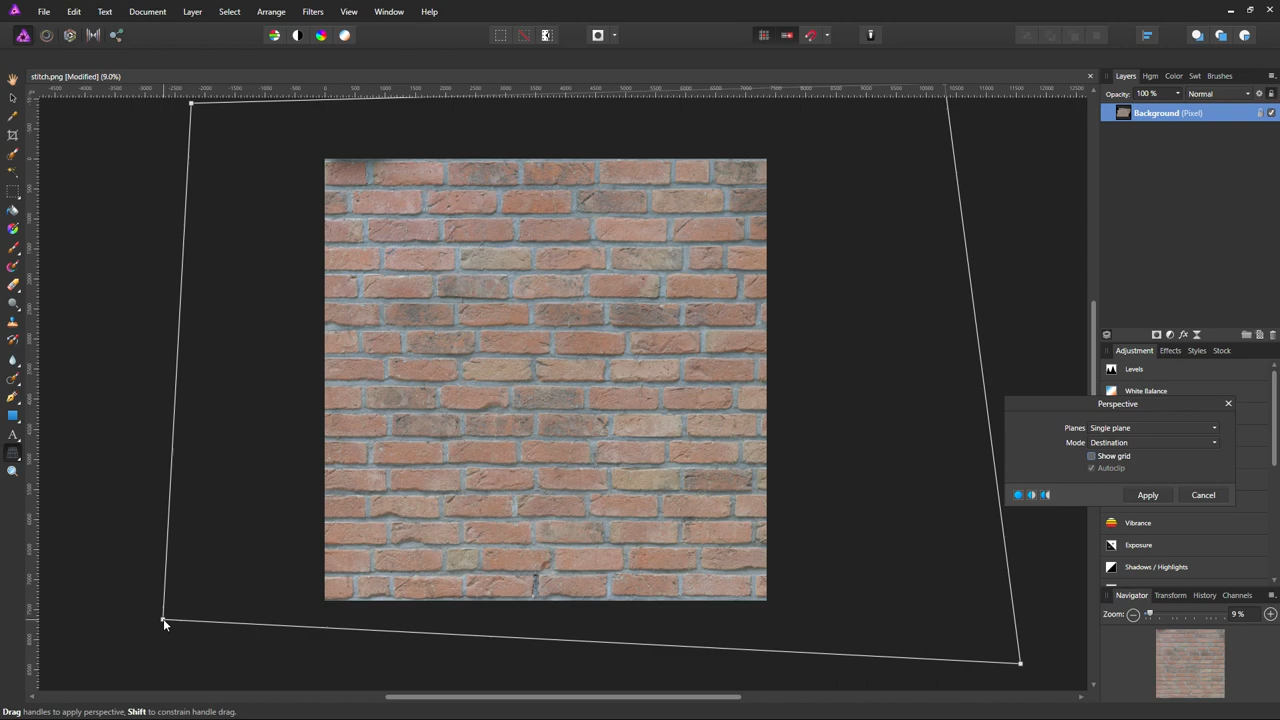 File Edit Text Document Layer Select Arrange Filters View Window Help
stitch.png [Modified] (9.0%)
Layers Hgm Color Swt Brushes
Opacity: 100 % Normal
Background (Pixel)
Adjustment Effects Styles Stock
Levels
White Balance
Perspective
Planes Single plane
Mode Destination
Show grid
Autoclip
Apply Cancel
Vibrance
Exposure
Shadows / Highlights
Navigator Transform History Channels
Zoom: 9 %
Drag handles to apply perspective, Shift to constrain handle drag.